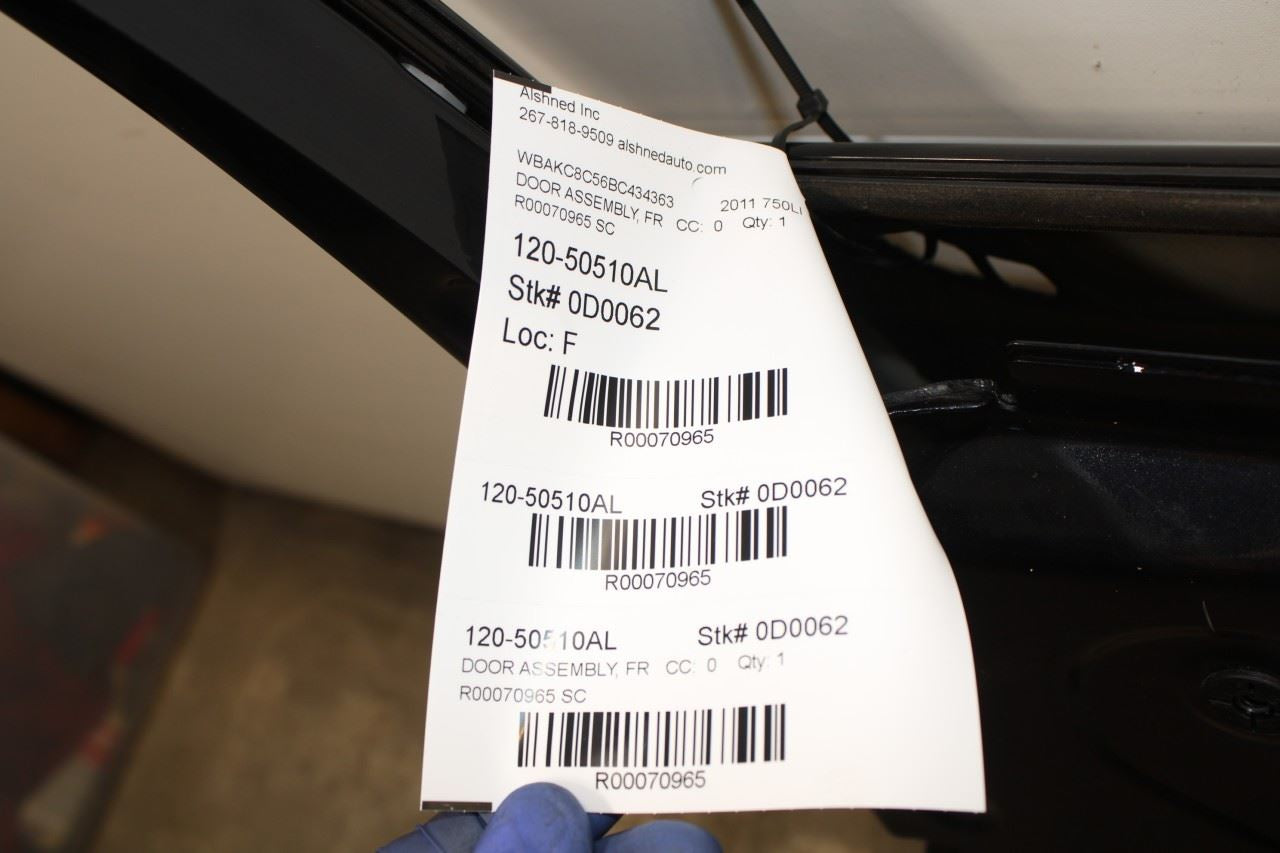 Alshned Inc
267-818-9509 alshnedauto.com
WBAKC8C56BC434363 2011 750Li
DOOR ASSEMBLY, FR CC: 0 Qty: 1
R00070965 SC
120-50510AL
Stk# 0D0062
Loc: F
R00070965
120-50510AL Stk# 0D0062
R00070965
120-50510AL Stk# 0D0062
DOOR ASSEMBLY, FR CC: 0 Qty: 1
R00070965 SC
R00070965